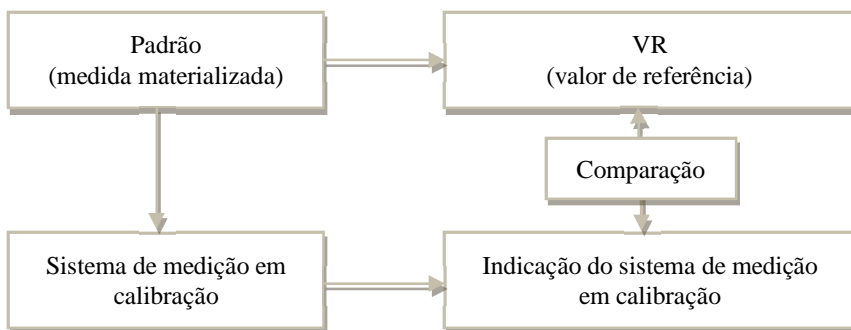 Padrão
(medida materializada)
VR
(valor de referência)
Comparação
Sistema de medição em
calibração
Indicação do sistema de medição
em calibração